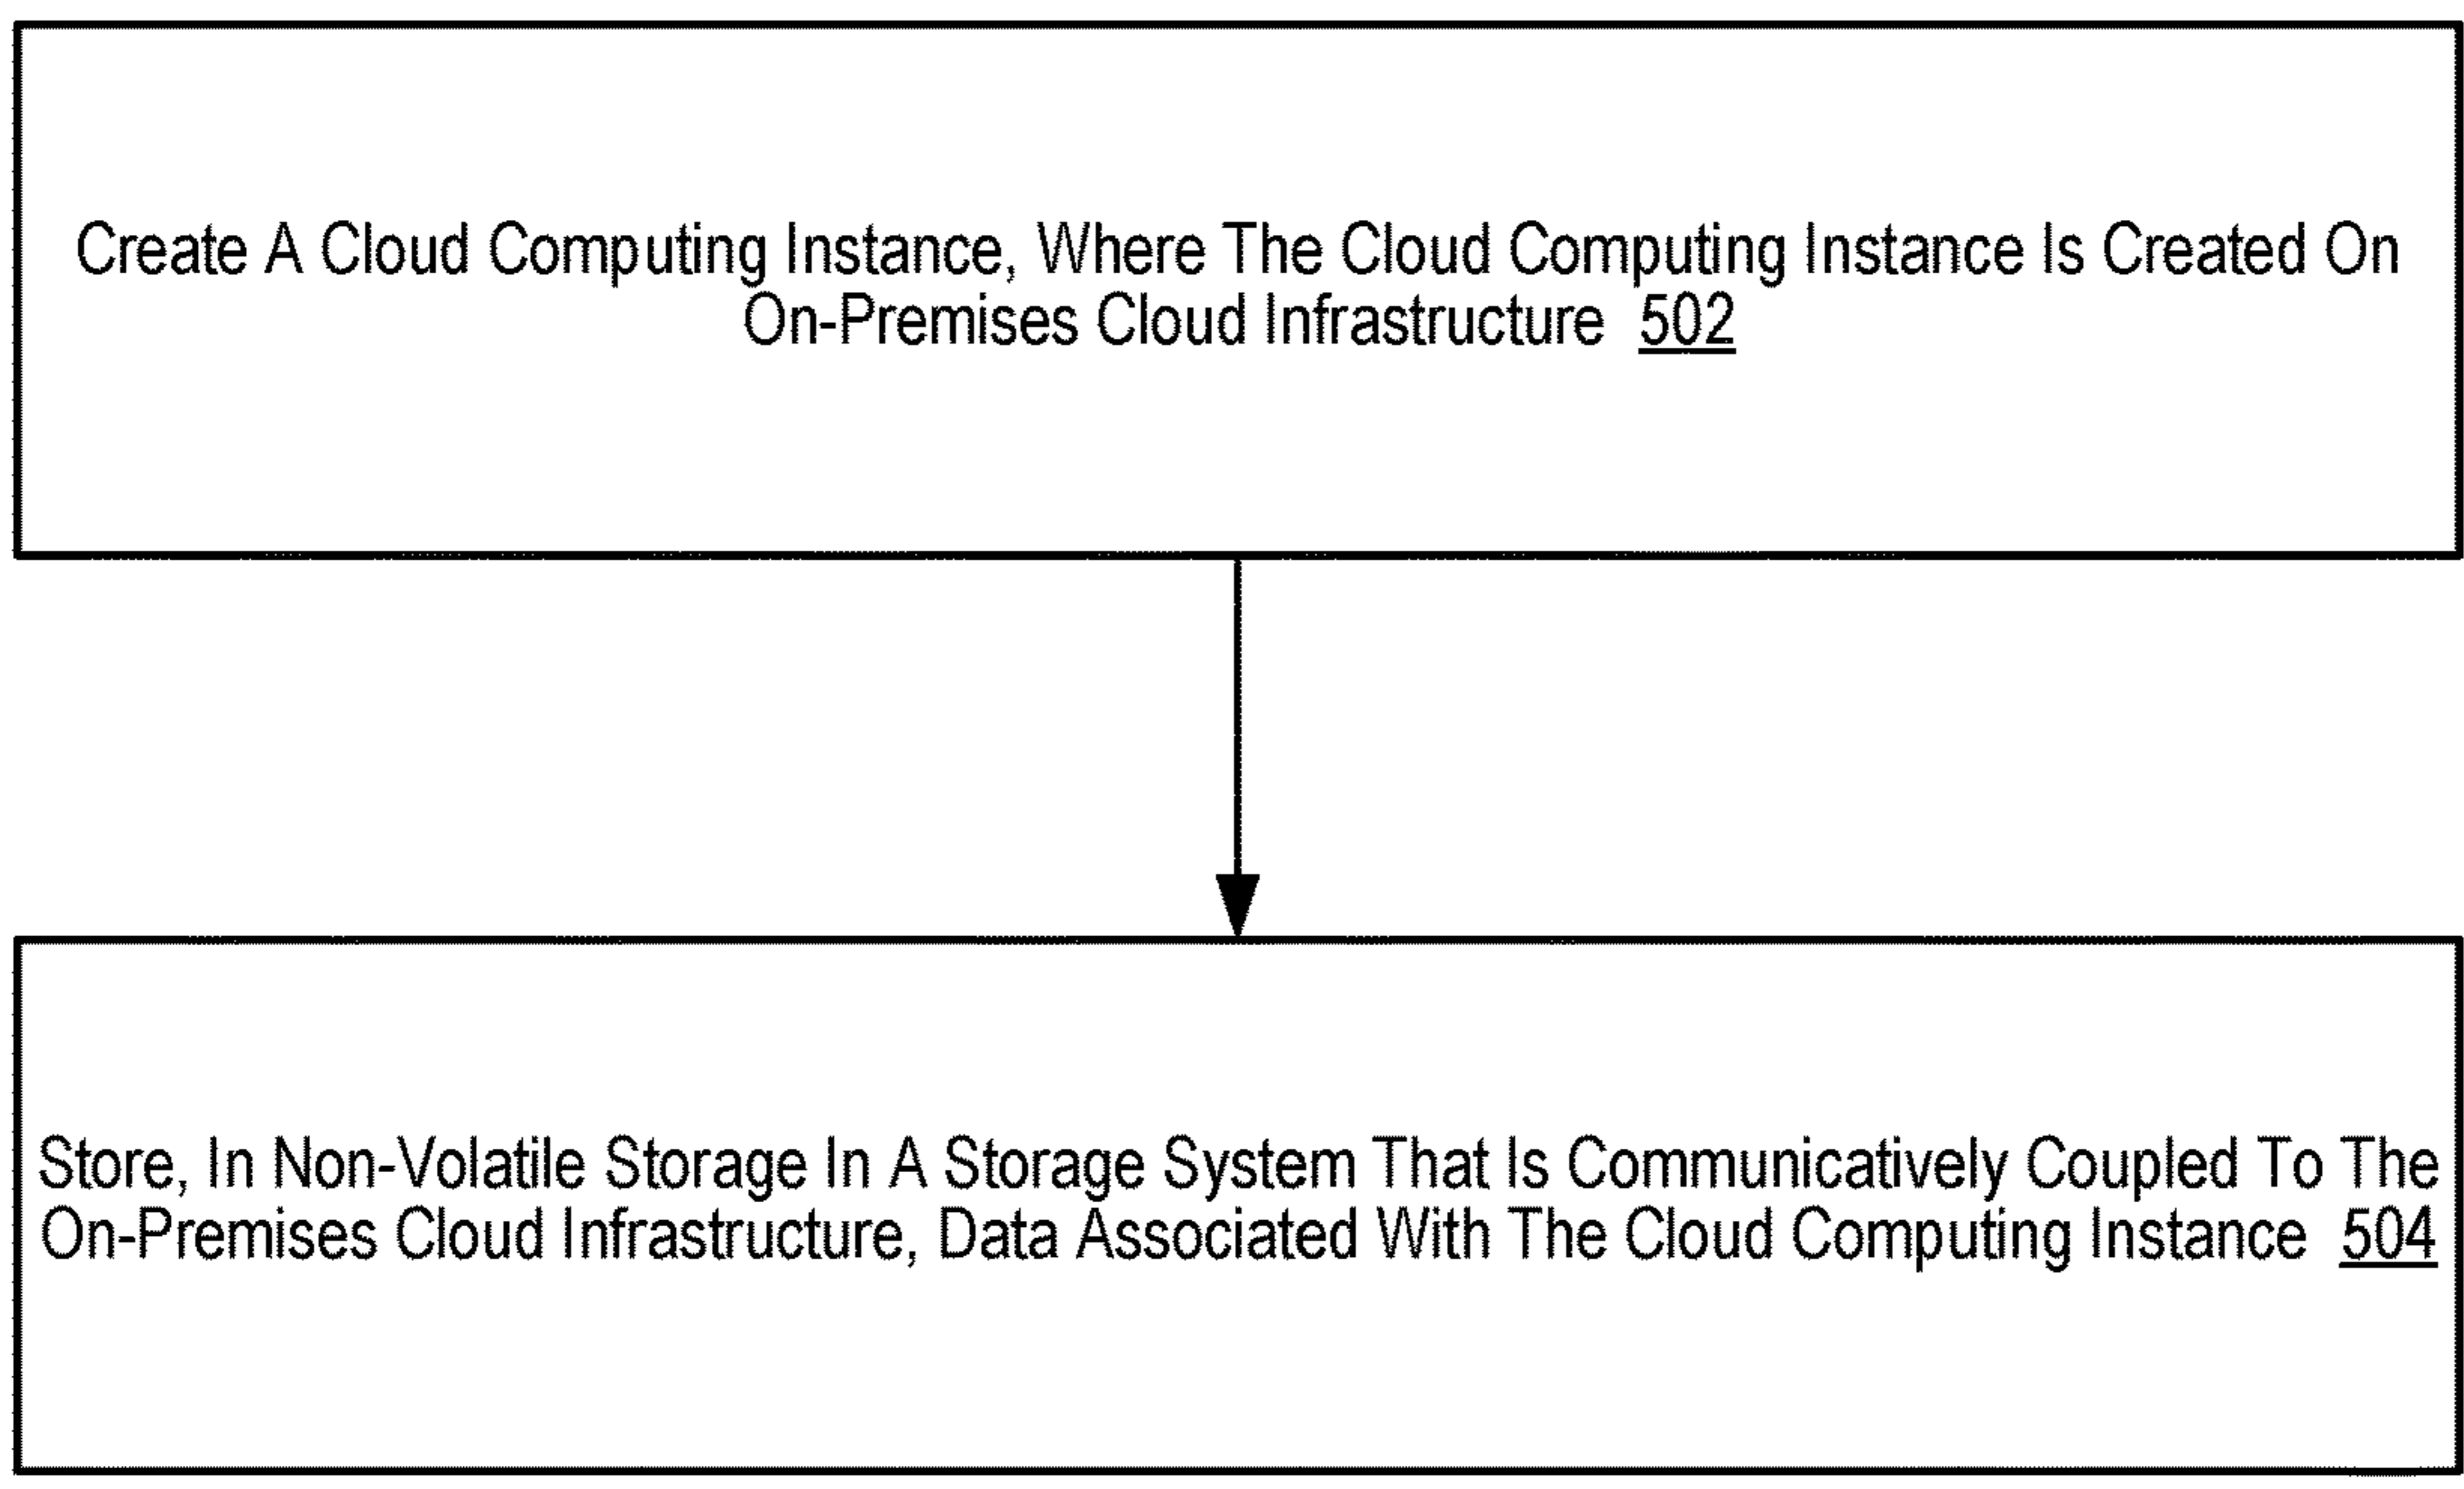 Create A Cloud Computing Instance, Where The Cloud Computing Instance Is Created On
On-Premises Cloud Infrastructure 502
Store, In Non-Volatile Storage In A Storage System That Is Communicatively Coupled To The
On-Premises Cloud Infrastructure, Data Associated With The Cloud Computing Instance 504